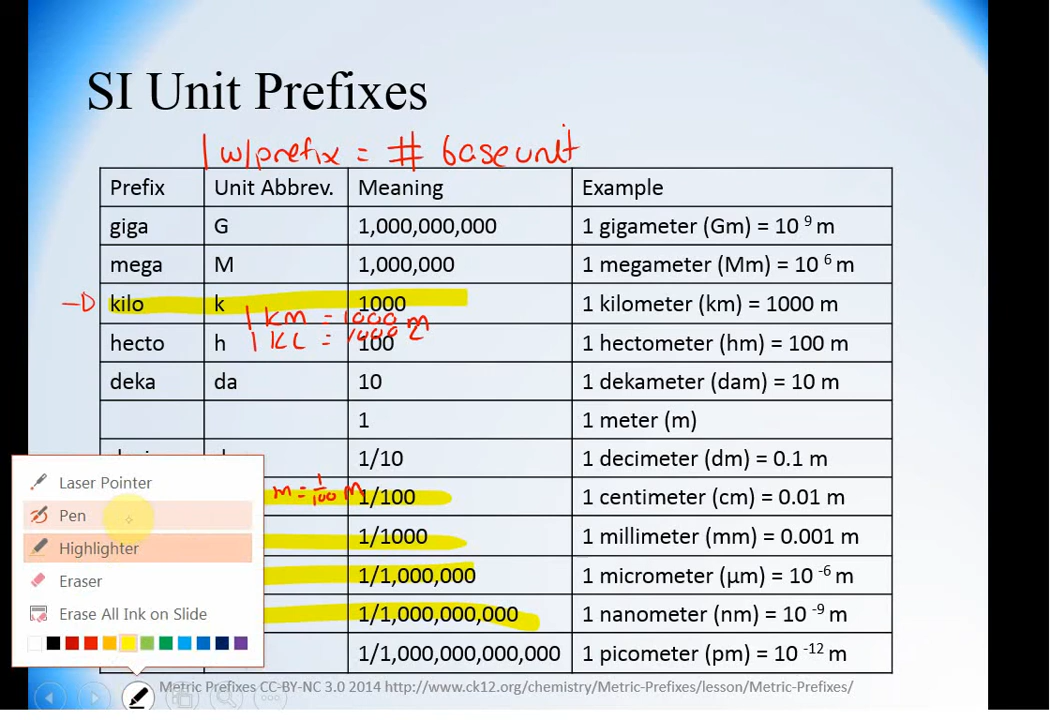 SI Unit Prefixes
1 w/prefix = # base unit
Prefix Unit Abbrev. Meaning Example
giga G 1,000,000,000 1 gigameter (Gm) = 10 9 m
mega M 1,000,000 1 megameter (Mm) = 10 6 m
kilo k 1000 1 kilometer (km) = 1000 m
1 km = 1000 m
hecto h 100 1 hectometer (hm) = 100 m
1 kL = 1000 L
deka da 10 1 dekameter (dam) = 10 m
1 1 meter (m)
1/10 1 decimeter (dm) = 0.1 m
m = 1/100 m 1/100 1 centimeter (cm) = 0.01 m
1/1000 1 millimeter (mm) = 0.001 m
1/1,000,000 1 micrometer (µm) = 10 -6 m
1/1,000,000,000 1 nanometer (nm) = 10 -9 m
1/1,000,000,000,000 1 picometer (pm) = 10 -12 m
Laser Pointer
Pen
Highlighter
Eraser
Erase All Ink on Slide
Metric Prefixes CC-BY-NC 3.0 2014 http://www.ck12.org/chemistry/Metric-Prefixes/lesson/Metric-Prefixes/